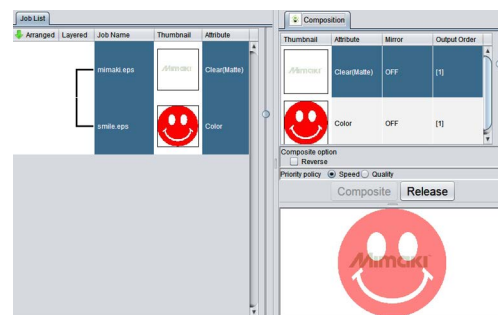 Job List
Arranged Layered Job Name Thumbnail Attribute
mimaki.eps Mimaki Clear(Matte)
smile.eps Color
Composition
Thumbnail Attribute Mirror Output Order
Mimaki Clear(Matte) OFF [1]
Color OFF [1]
Composite option
Reverse
Priority policy Speed Quality
Composite Release
Mimaki